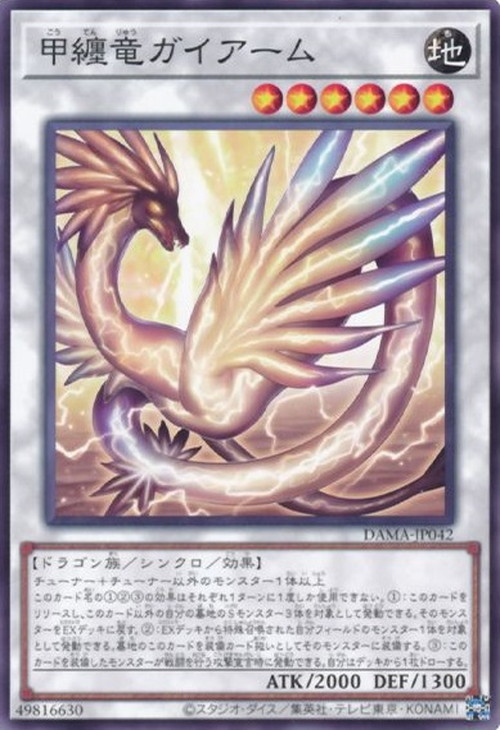 こう てん りゅう
甲纏竜ガイアーム
地
DAMA-JP042
【ドラゴン族／シンクロ／効果】
チューナー＋チューナー以外のモンスター1体以上
このカード名の①②③の効果はそれぞれ1ターンに1度しか使用できない。①：このカードを
リリースし、このカード以外の自分の墓地のSモンスター3体を対象として発動できる。そのモンス
ターをEXデッキに戻す。②：EXデッキから特殊召喚された自分フィールドのモンスター1体を対象
として発動できる。墓地のこのカードを装備カード扱いとしてそのモンスターに装備する。③：この
カードを装備したモンスターが戦闘を行う攻撃宣言時に発動できる。自分はデッキから1枚ドローする。
ATK/2000 DEF/1300
49816630 ©スタジオ・ダイス／集英社・テレビ東京・KONAMI